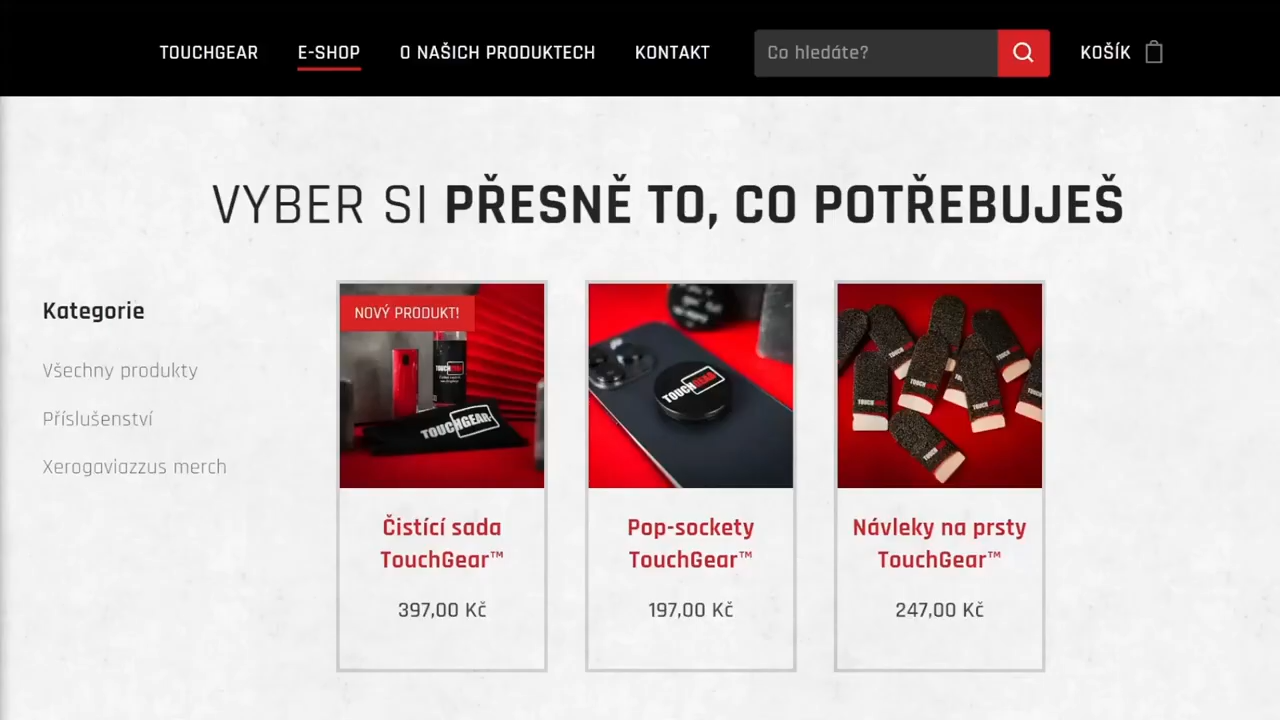 TOUCHGEAR E-SHOP O NAŠICH PRODUKTECH KONTAKT Co hledáte? KOŠÍK
VYBER SI PŘESNĚ TO, CO POTŘEBUJEŠ
Kategorie
Všechny produkty
Příslušenství
Xerogaviazzus merch
NOVÝ PRODUKT!
TOUCHGEAR
TOUCHGEAR
Čistící sada
TouchGear™
397,00 Kč
TOUCHGEAR
Pop-sockety
TouchGear™
197,00 Kč
Návleky na prsty
TouchGear™
247,00 Kč